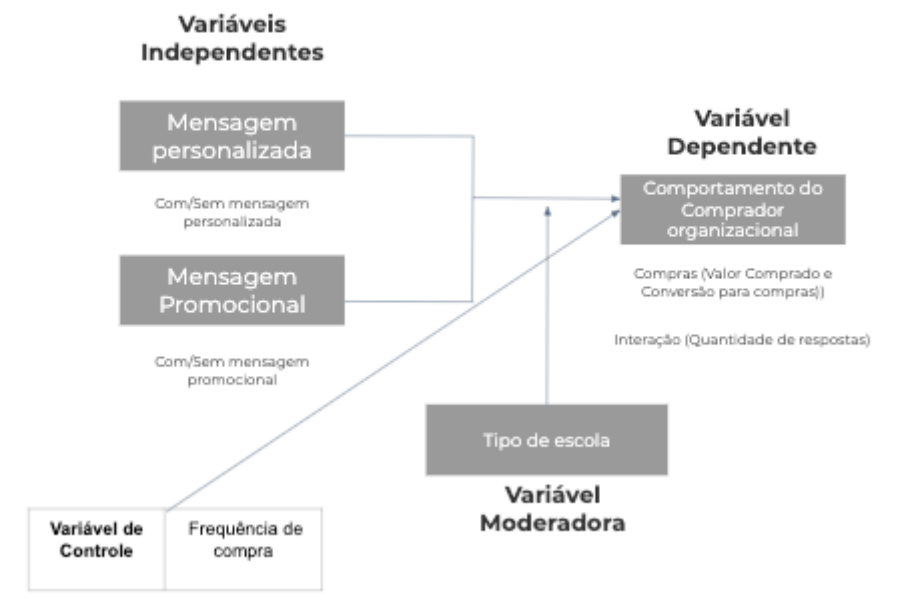 Variáveis
Independentes
Mensagem
personalizada
Com/Sem mensagem
personalizada
Mensagem
Promocional
Com/Sem mensagem
promocional
Variável
Dependente
Comportamento do
Comprador
organizacional
Compras (Valor Comprado e
Conversão para compras))
Interação (Quantidade de respostas)
Tipo de escola
Variável
Moderadora
Variável de
Controle
Frequência de
compra